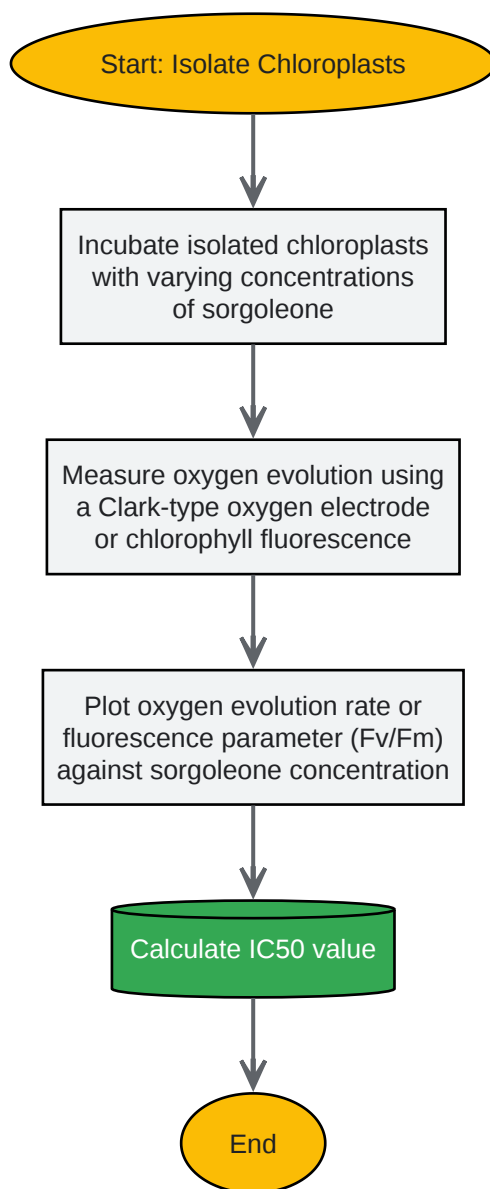 Start: Isolate Chloroplasts
Incubate isolated chloroplasts
with varying concentrations
of sorgoleone
Measure oxygen evolution using
a Clark-type oxygen electrode
or chlorophyll fluorescence
Plot oxygen evolution rate or
fluorescence parameter (Fv/Fm)
against sorgoleone concentration
Calculate IC50 value
End